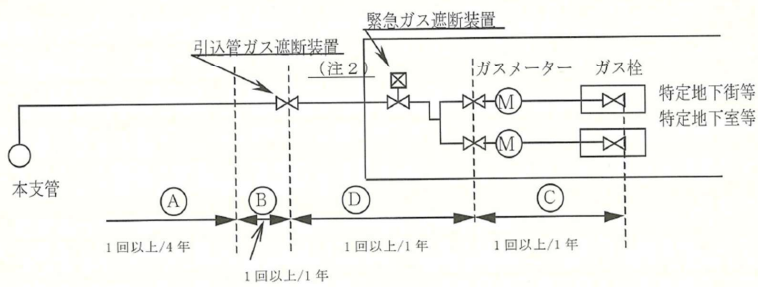 緊急ガス遮断装置
引込管ガス遮断装置
(注2)
ガスメーター
ガス栓
M
特定地下街等
特定地下室等
M
本支管
A
B
D
C
1回以上/4年
1回以上/1年
1回以上/1年
1回以上/1年